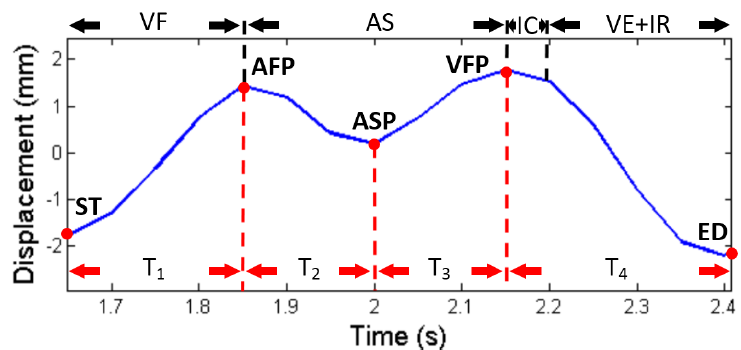 VF AS IC VE+IR
AFP VFP
ASP
ST ED
T₁ T₂ T₃ T₄
2
1
0
-1
-2
Displacement (mm)
1.7 1.8 1.9 2 2.1 2.2 2.3 2.4
Time (s)